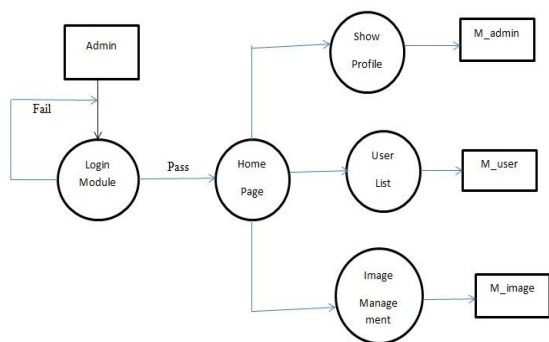 Admin
Fail
Login
Module
Pass
Home
Page
Show
Profile
M_admin
User
List
M_user
Image
Manage
ment
M_image